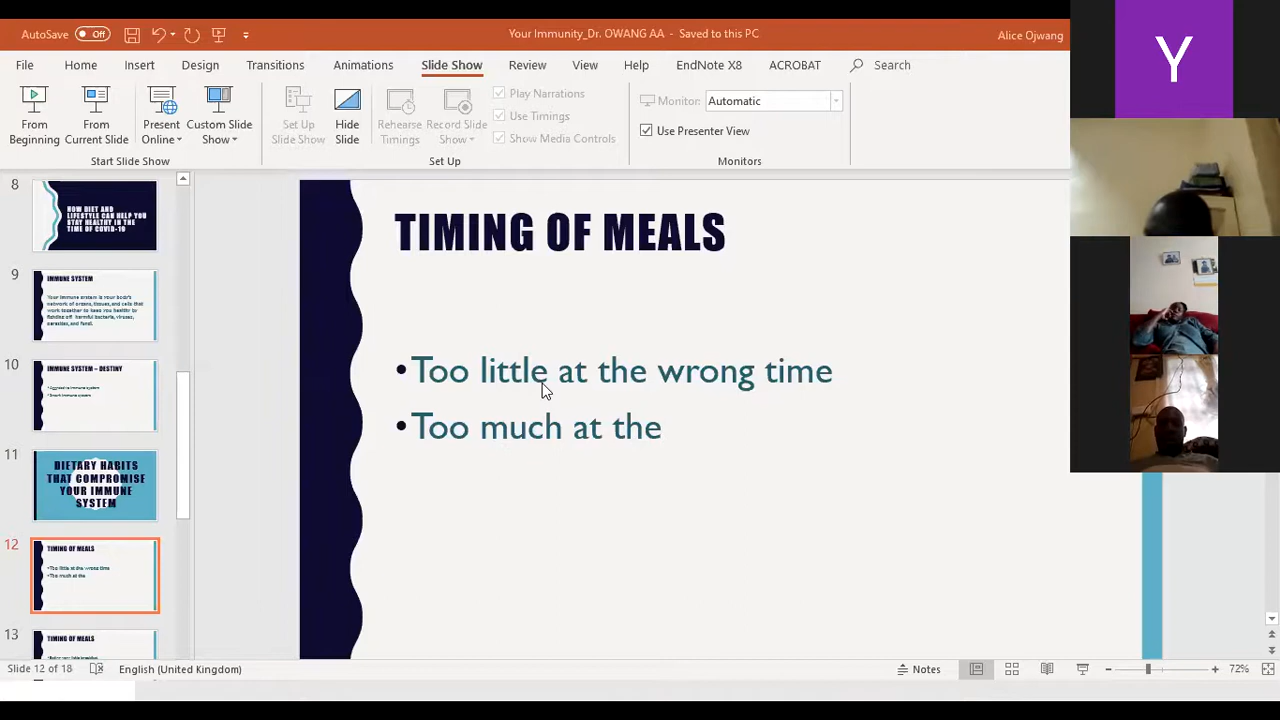 AutoSave Off
Your Immunity_Dr. OWANG AA - Saved to this PC
Alice Ojwang
File Home Insert Design Transitions Animations Slide Show Review View Help EndNote X8 ACROBAT Search
From Beginning
From Current Slide
Present Online
Custom Slide Show
Start Slide Show
Set Up Slide Show
Hide Slide
Rehearse Timings
Record Slide Show
Play Narrations
Use Timings
Show Media Controls
Set Up
Monitor: Automatic
Use Presenter View
Monitors
Y
8
HOW DIET AND
LIFESTYLE CAN HELP YOU
STAY HEALTHY IN THE
TIME OF COVID-19
9
IMMUNE SYSTEM
Your immune system is your body's
network of organs, tissues, and cells that
work together to keep you healthy by
fighting off harmful bacteria, viruses,
parasites, and fungi.
10
IMMUNE SYSTEM – DESTINY
11
DIETARY HABITS
THAT COMPROMISE
YOUR IMMUNE
SYSTEM
12
TIMING OF MEALS
•Too little at the wrong time
•Too much at the
13
TIMING OF MEALS
TIMING OF MEALS
•Too little at the wrong time
•Too much at the
Slide 12 of 18
English (United Kingdom)
Notes
72%